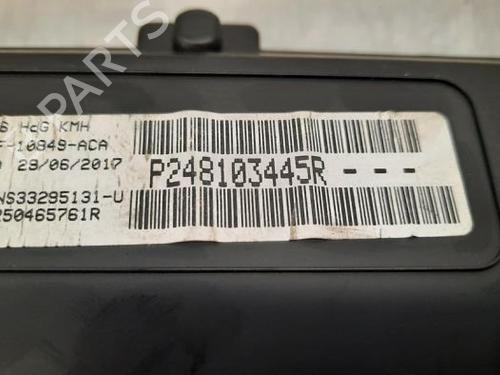 S HdG KMH
F-10849-ACA
29/06/2017
P248103445R - - -
NS33295131-U
250465761R
PARTS